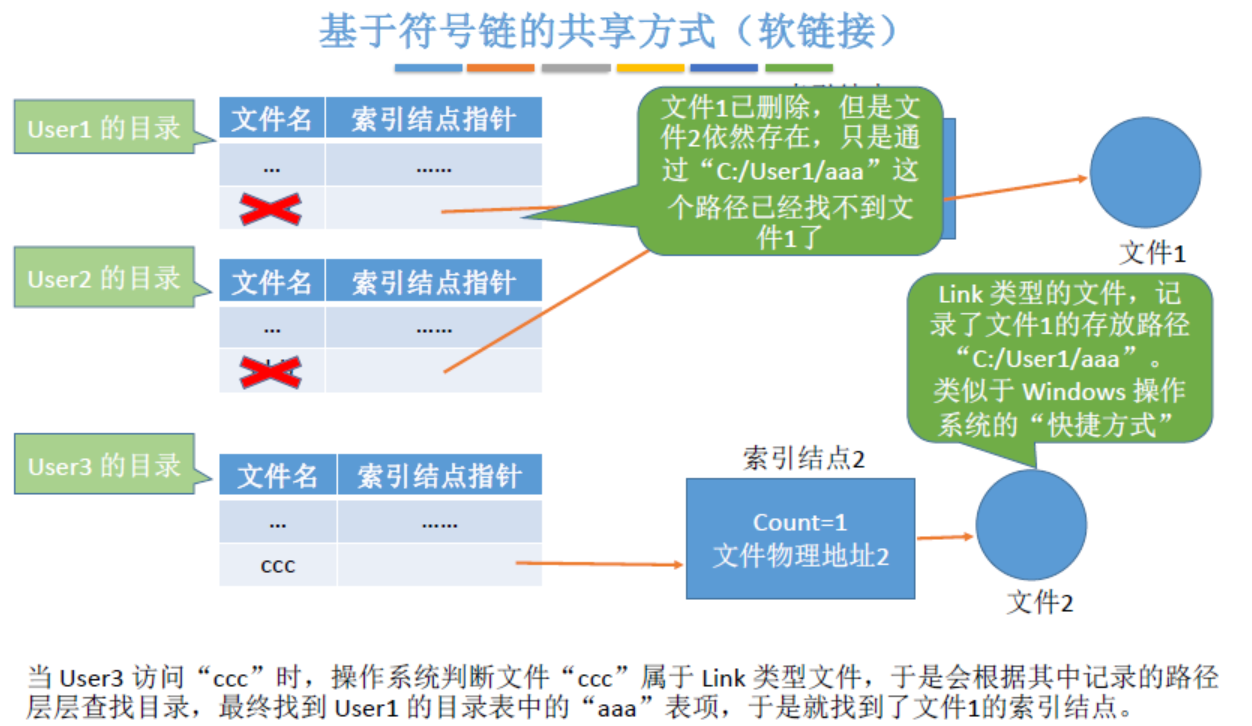 基于符号链的共享方式（软链接）
User1 的目录
文件名 索引结点指针
... ......
文件1已删除，但是文
件2依然存在，只是通
过“C:/User1/aaa”这
个路径已经找不到文
件1了
文件1
User2 的目录
文件名 索引结点指针
... ......
Link 类型的文件，记
录了文件1的存放路径
“C:/User1/aaa”。
类似于 Windows 操作
系统的“快捷方式”
User3 的目录
文件名 索引结点指针
... ......
ccc
索引结点2
Count=1
文件物理地址2
文件2
当 User3 访问“ccc”时，操作系统判断文件“ccc”属于 Link 类型文件，于是会根据其中记录的路径
层层查找目录，最终找到 User1 的目录表中的“aaa”表项，于是就找到了文件1的索引结点。